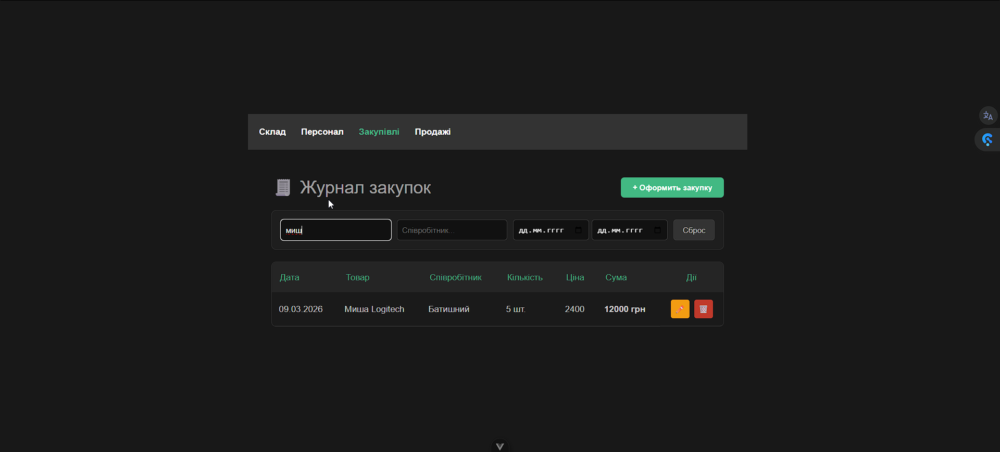 Склад Персонал Закупівлі Продажі
Журнал закупок
+ Оформить закупку
миш Співробітник... дд.мм.гггг дд.мм.гггг Сброс
Дата Товар Співробітник Кількість Ціна Сума Дії
09.03.2026 Миша Logitech Батишний 5 шт. 2400 12000 грн